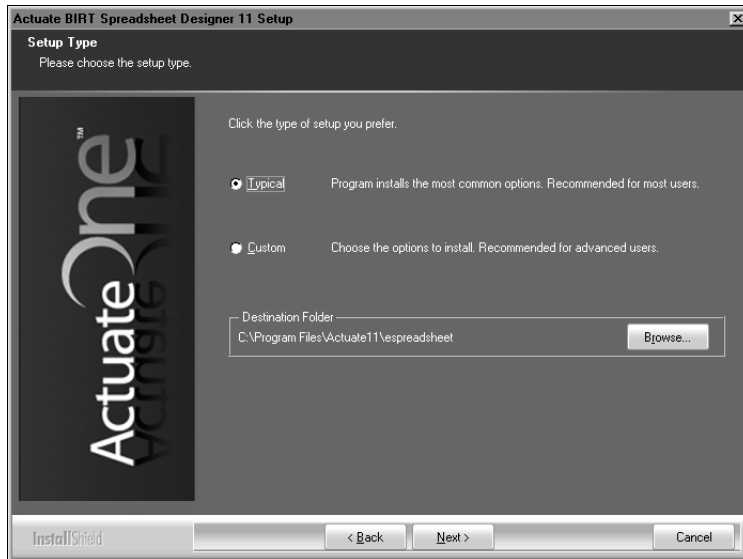 Actuate BIRT Spreadsheet Designer 11 Setup
Setup Type
Please choose the setup type.
Click the type of setup you prefer.
Typical Program installs the most common options. Recommended for most users.
Custom Choose the options to install. Recommended for advanced users.
Destination Folder
C:\Program Files\Actuate11\espreadsheet
Browse...
ActuateOne™
InstallShield
< Back
Next >
Cancel